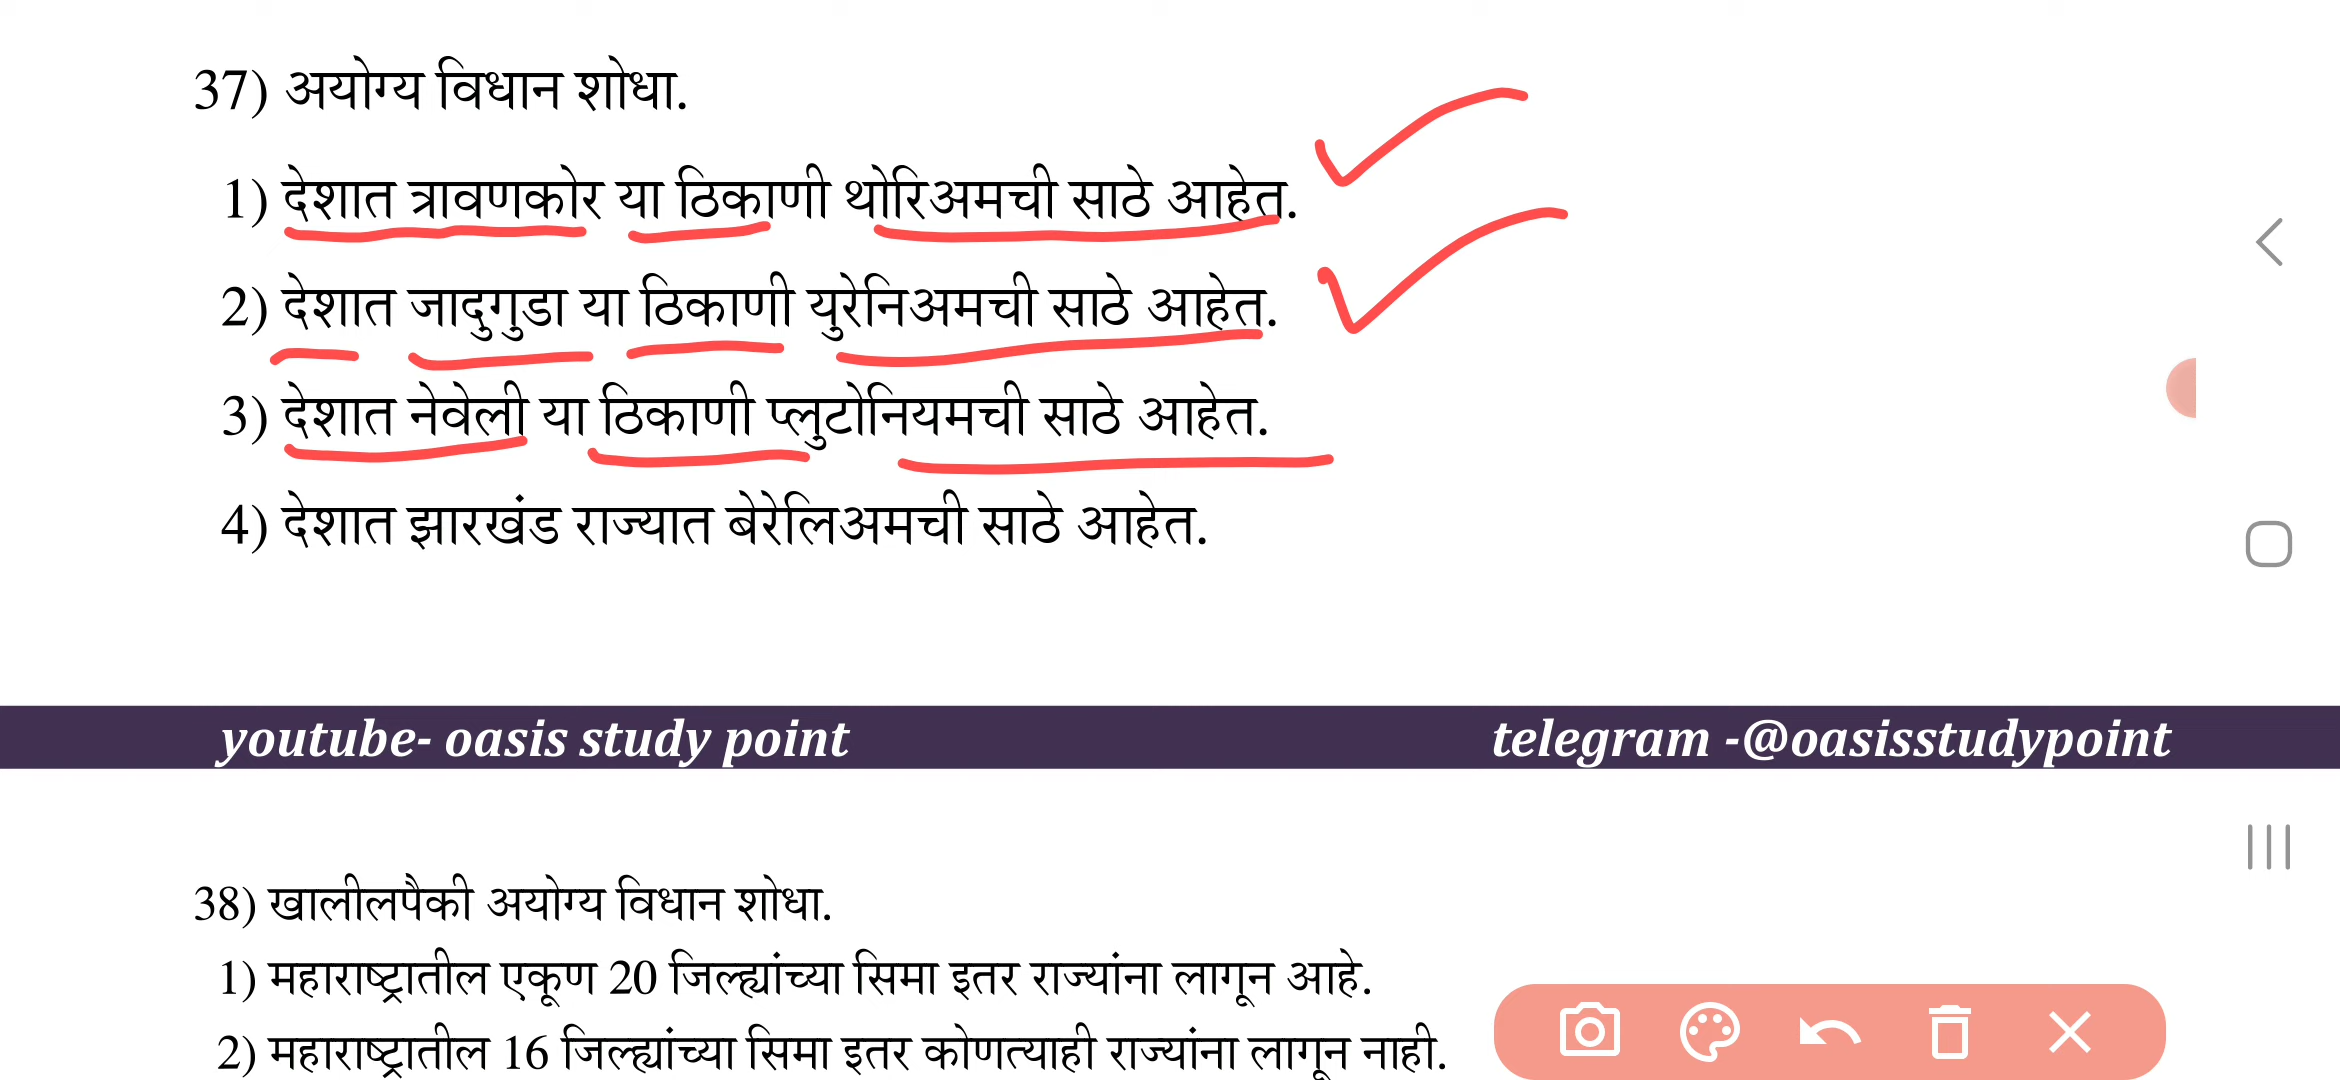 37) अयोग्य विधान शोधा.
1) देशात त्रावणकोर या ठिकाणी थोरिअमची साठे आहेत.
2) देशात जादुगुडा या ठिकाणी युरेनिअमची साठे आहेत.
3) देशात नेवेली या ठिकाणी प्लुटोनियमची साठे आहेत.
4) देशात झारखंड राज्यात बेरेलिअमची साठे आहेत.
youtube- oasis study point telegram -@oasisstudypoint
38) खालीलपैकी अयोग्य विधान शोधा.
1) महाराष्ट्रातील एकूण 20 जिल्ह्यांच्या सिमा इतर राज्यांना लागून आहे.
2) महाराष्ट्रातील 16 जिल्ह्यांच्या सिमा इतर कोणत्याही राज्यांना लागून नाही.